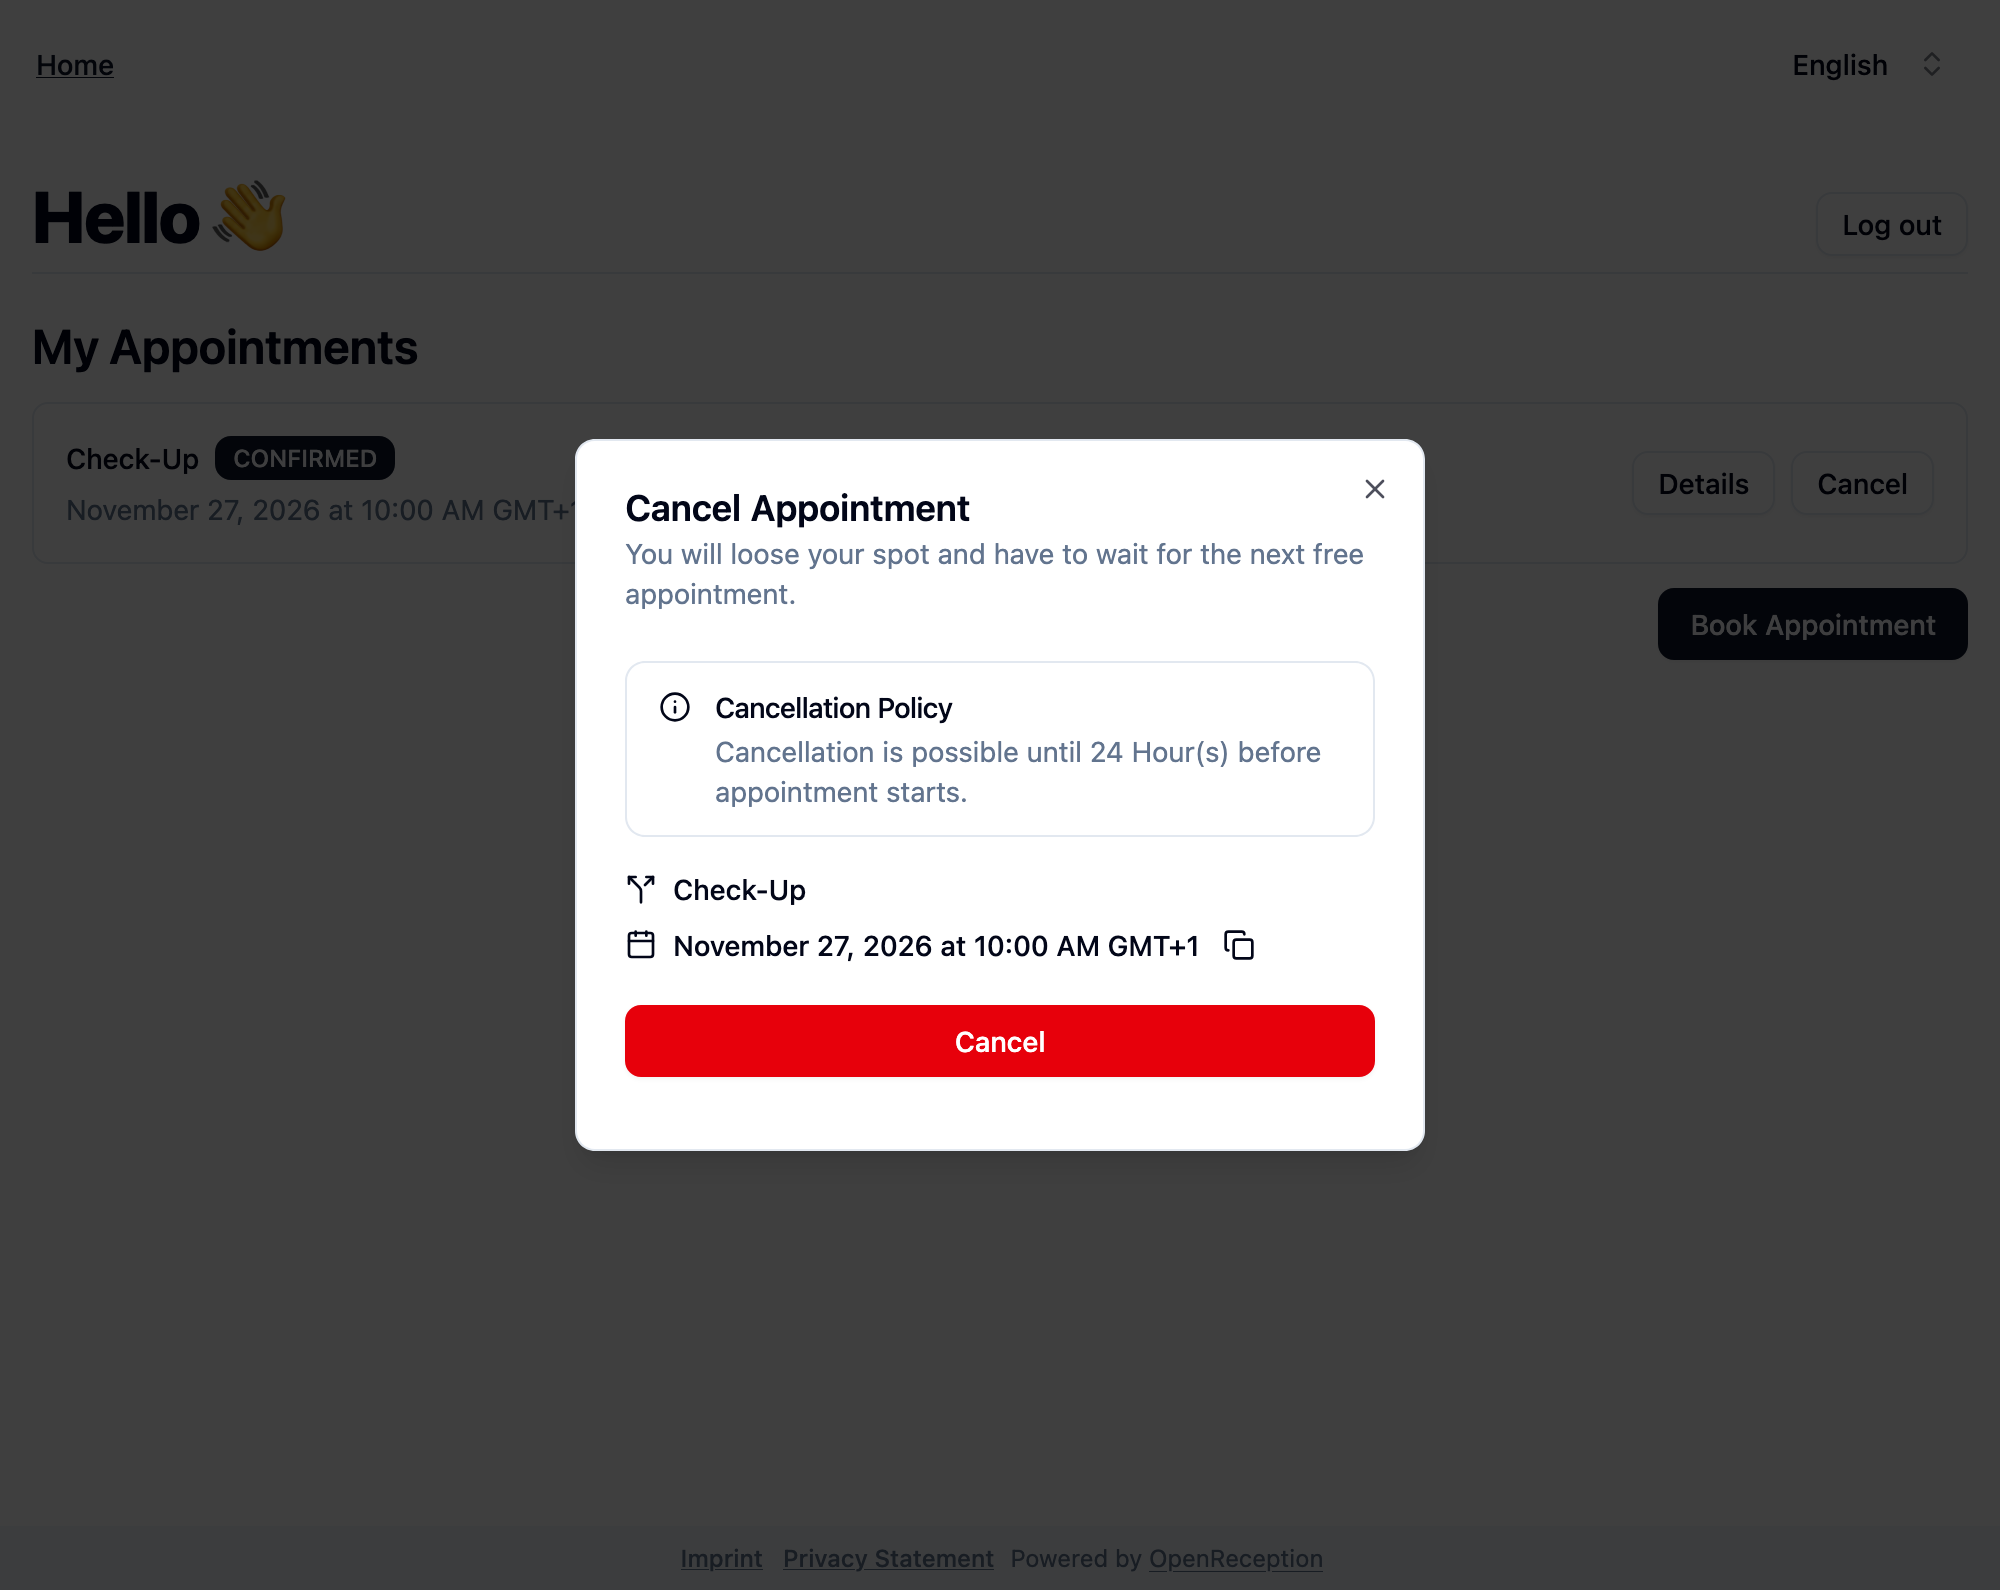 Home
English
Hello 👋
Log out
My Appointments
Check-Up CONFIRMED
November 27, 2026 at 10:00 AM GMT+1
Details
Cancel
Book Appointment
Cancel Appointment
You will loose your spot and have to wait for the next free
appointment.
Cancellation Policy
Cancellation is possible until 24 Hour(s) before
appointment starts.
Check-Up
November 27, 2026 at 10:00 AM GMT+1
Cancel
Imprint Privacy Statement Powered by OpenReception